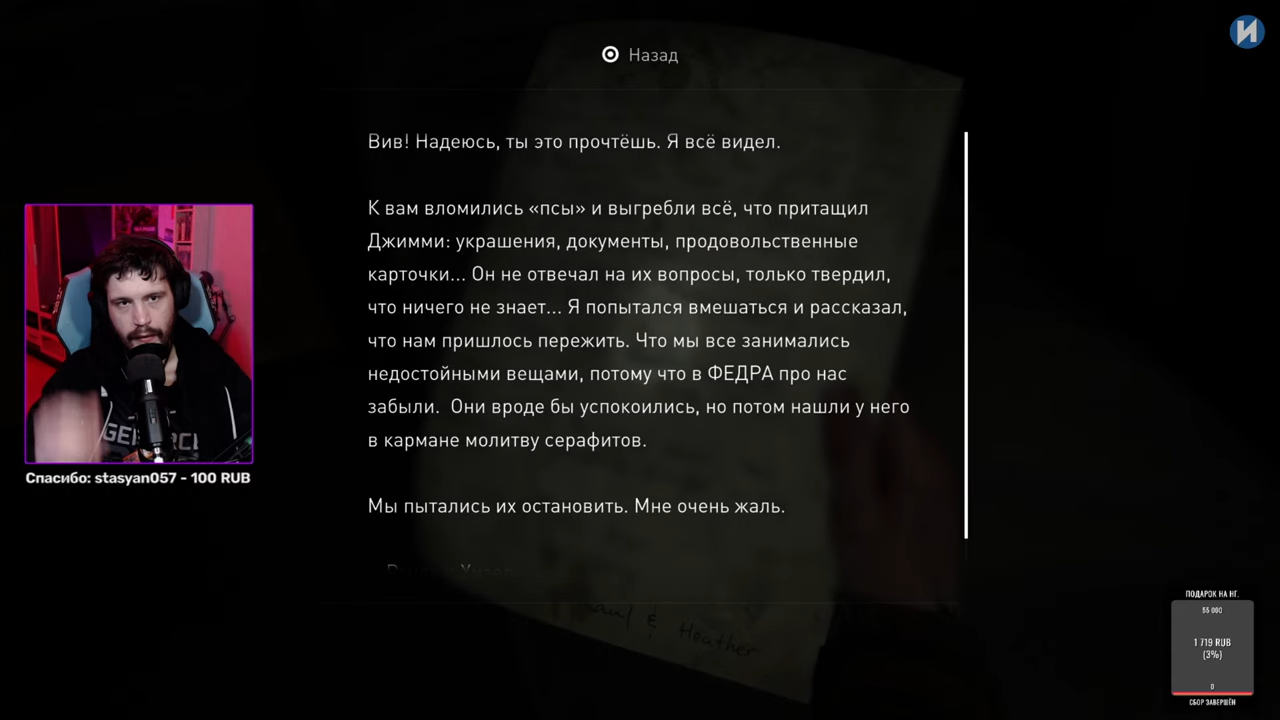 И
Назад
Вив! Надеюсь, ты это прочтёшь. Я всё видел.
К вам вломились «псы» и выгребли всё, что притащил
Джимми: украшения, документы, продовольственные
карточки... Он не отвечал на их вопросы, только твердил,
что ничего не знает... Я попытался вмешаться и рассказал,
что нам пришлось пережить. Что мы все занимались
недостойными вещами, потому что в ФЕДРА про нас
забыли. Они вроде бы успокоились, но потом нашли у него
в кармане молитву серафитов.
Мы пытались их остановить. Мне очень жаль.
& Heather
Спасибо: stasyan057 - 100 RUB
ПОДАРОК НА НГ.
55 000
1 719 RUB
(3%)
0
СБОР ЗАВЕРШЁН